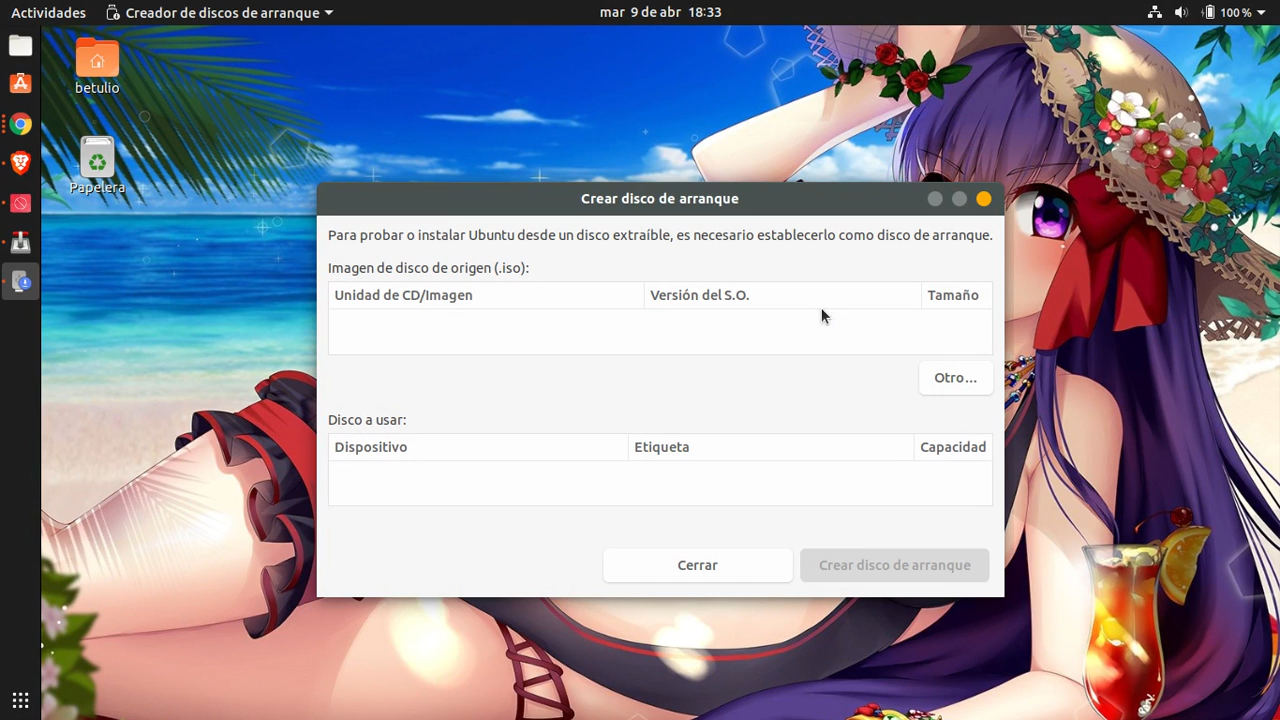 Actividades Creador de discos de arranque mar 9 de abr 18:33 100 %
betulio
Papelera
Crear disco de arranque
Para probar o instalar Ubuntu desde un disco extraíble, es necesario establecerlo como disco de arranque.
Imagen de disco de origen (.iso):
Unidad de CD/Imagen Versión del S.O. Tamaño
Otro...
Disco a usar:
Dispositivo Etiqueta Capacidad
Cerrar Crear disco de arranque